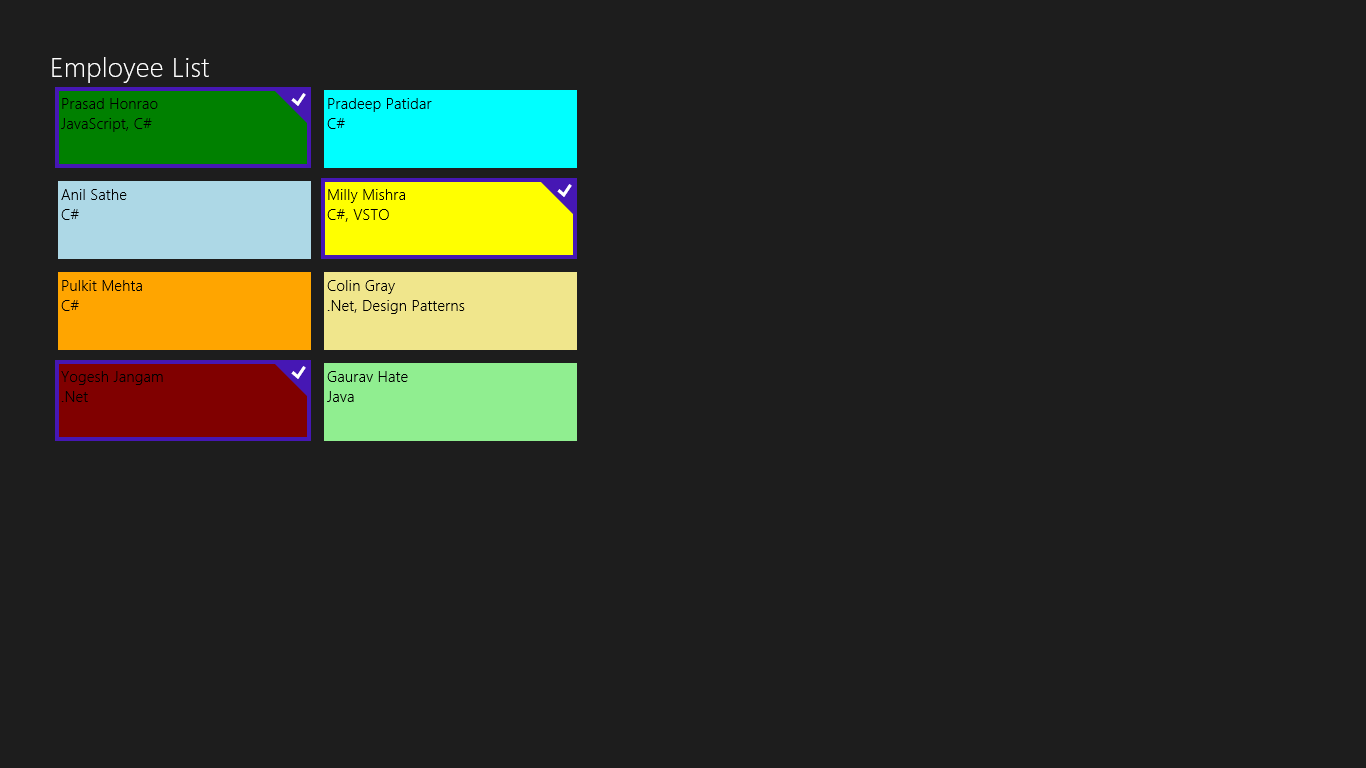 Employee List
Prasad Honrao
JavaScript, C#
Pradeep Patidar
C#
Anil Sathe
C#
Milly Mishra
C#, VSTO
Pulkit Mehta
C#
Colin Gray
.Net, Design Patterns
Yogesh Jangam
.Net
Gaurav Hate
Java